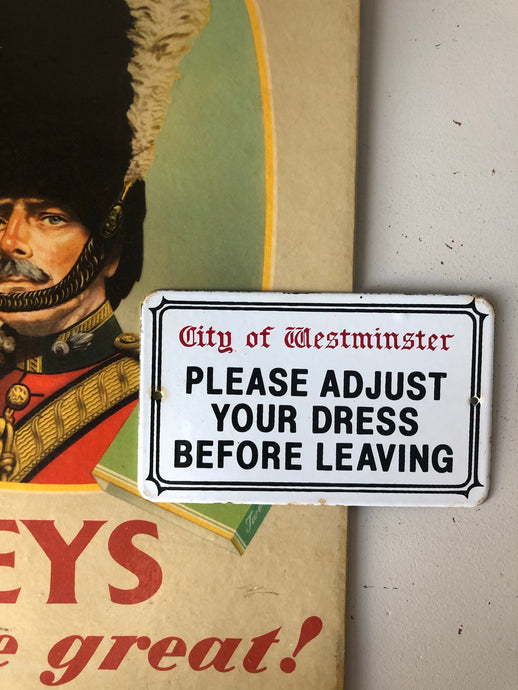 City of Westminster
PLEASE ADJUST
YOUR DRESS
BEFORE LEAVING
EYS
e great!